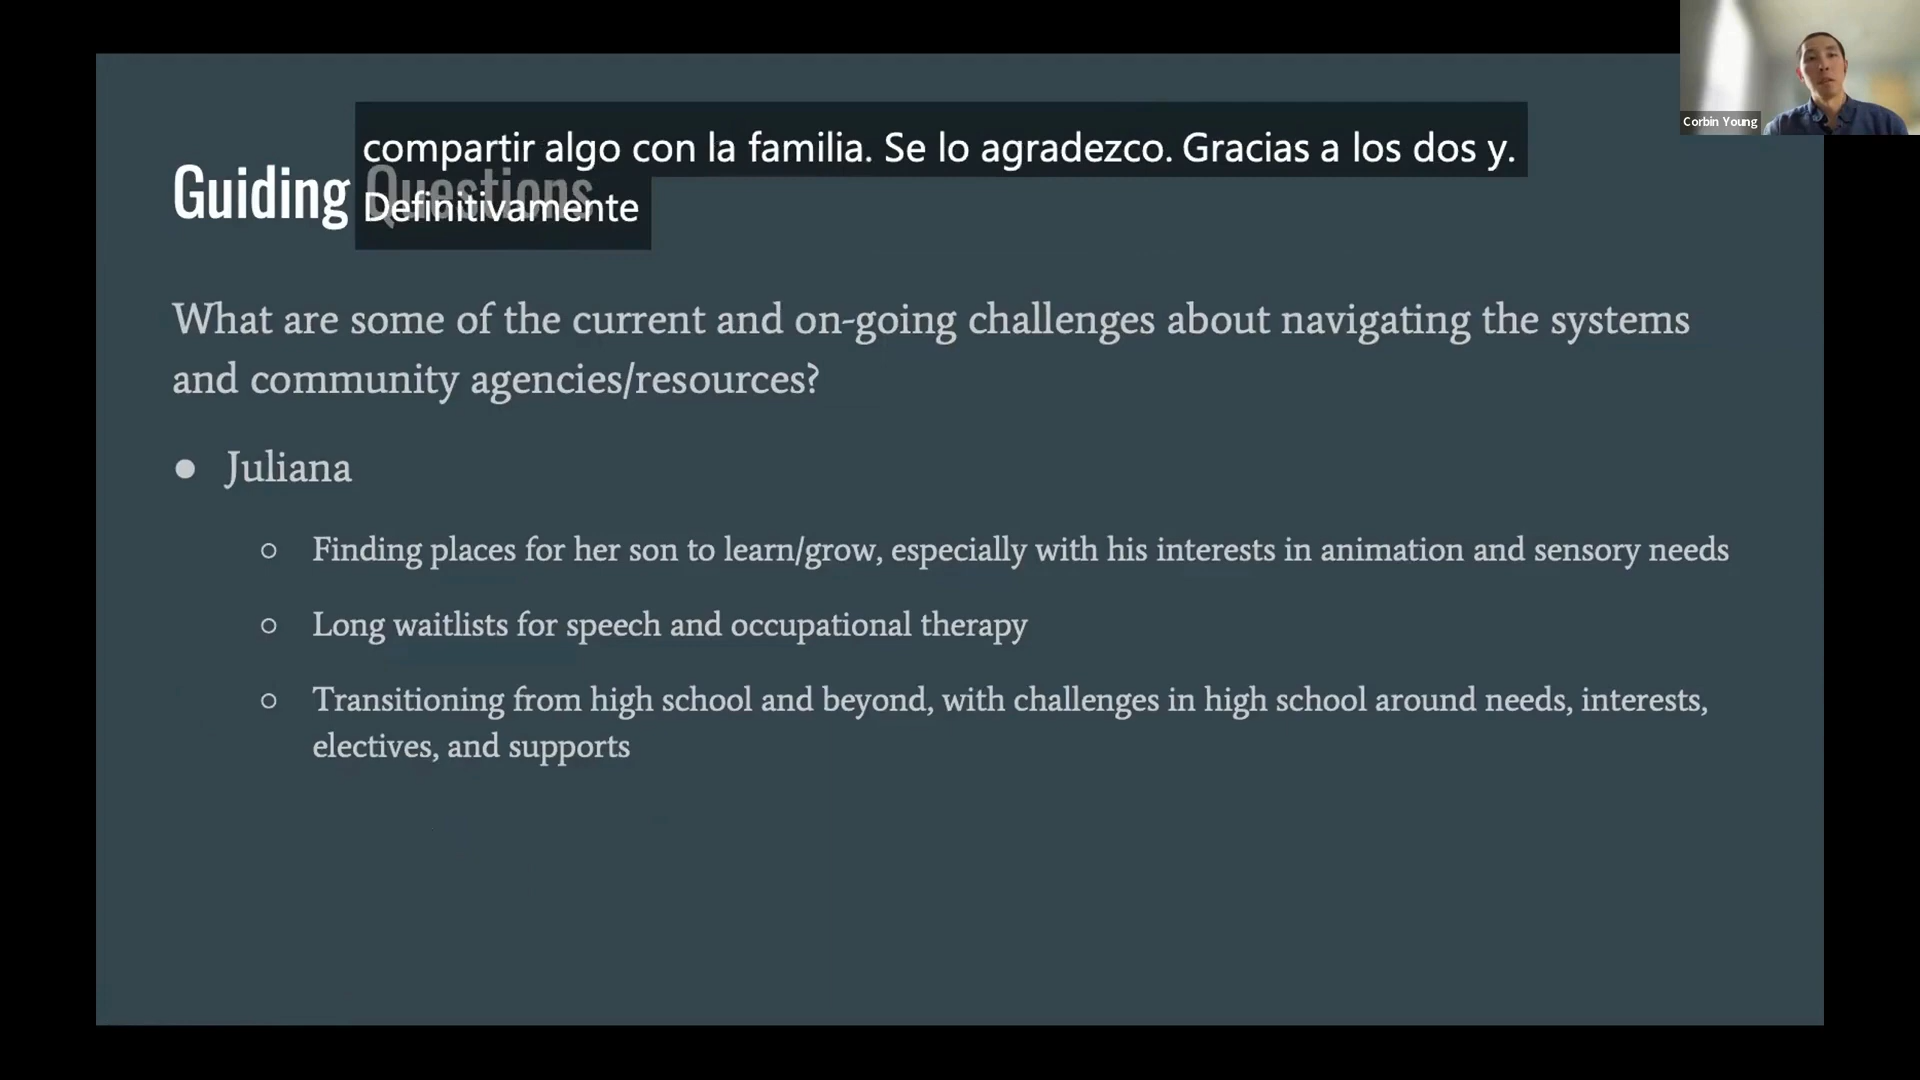 compartir algo con la familia. Se lo agradezco. Gracias a los dos y.
Definitivamente
Corbin Young
Guiding Questions
What are some of the current and on-going challenges about navigating the systems
and community agencies/resources?
● Juliana
○ Finding places for her son to learn/grow, especially with his interests in animation and sensory needs
○ Long waitlists for speech and occupational therapy
○ Transitioning from high school and beyond, with challenges in high school around needs, interests,
electives, and supports